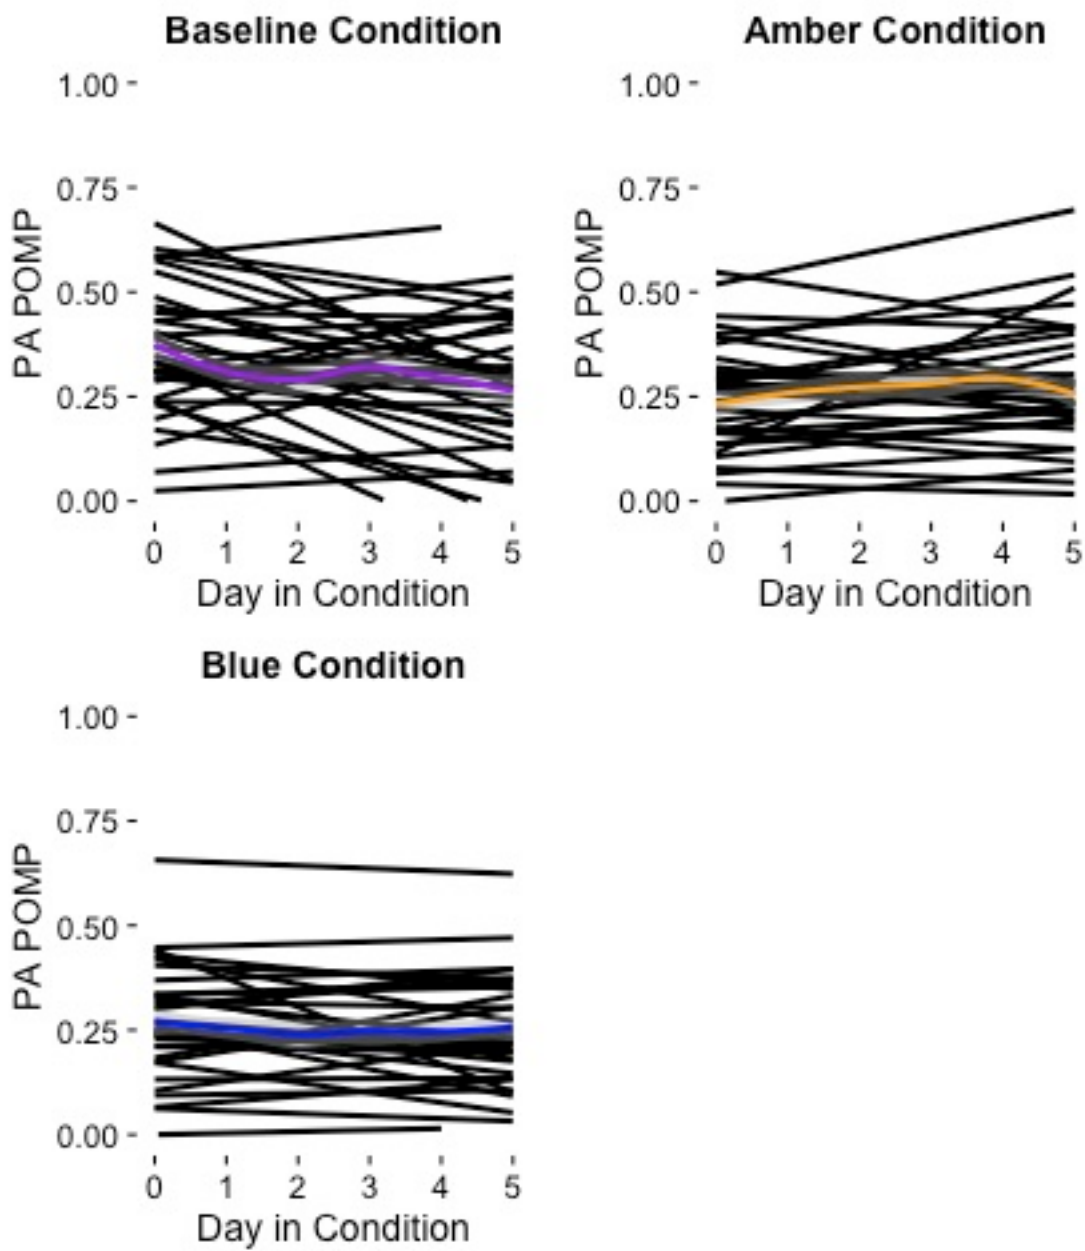 Baseline Condition
1.00
0.75
0.50
0.25
0.00
PA POMP
0 1 2 3 4 5
Day in Condition
Amber Condition
1.00
0.75
0.50
0.25
0.00
PA POMP
0 1 2 3 4 5
Day in Condition
Blue Condition
1.00
0.75
0.50
0.25
0.00
PA POMP
0 1 2 3 4 5
Day in Condition